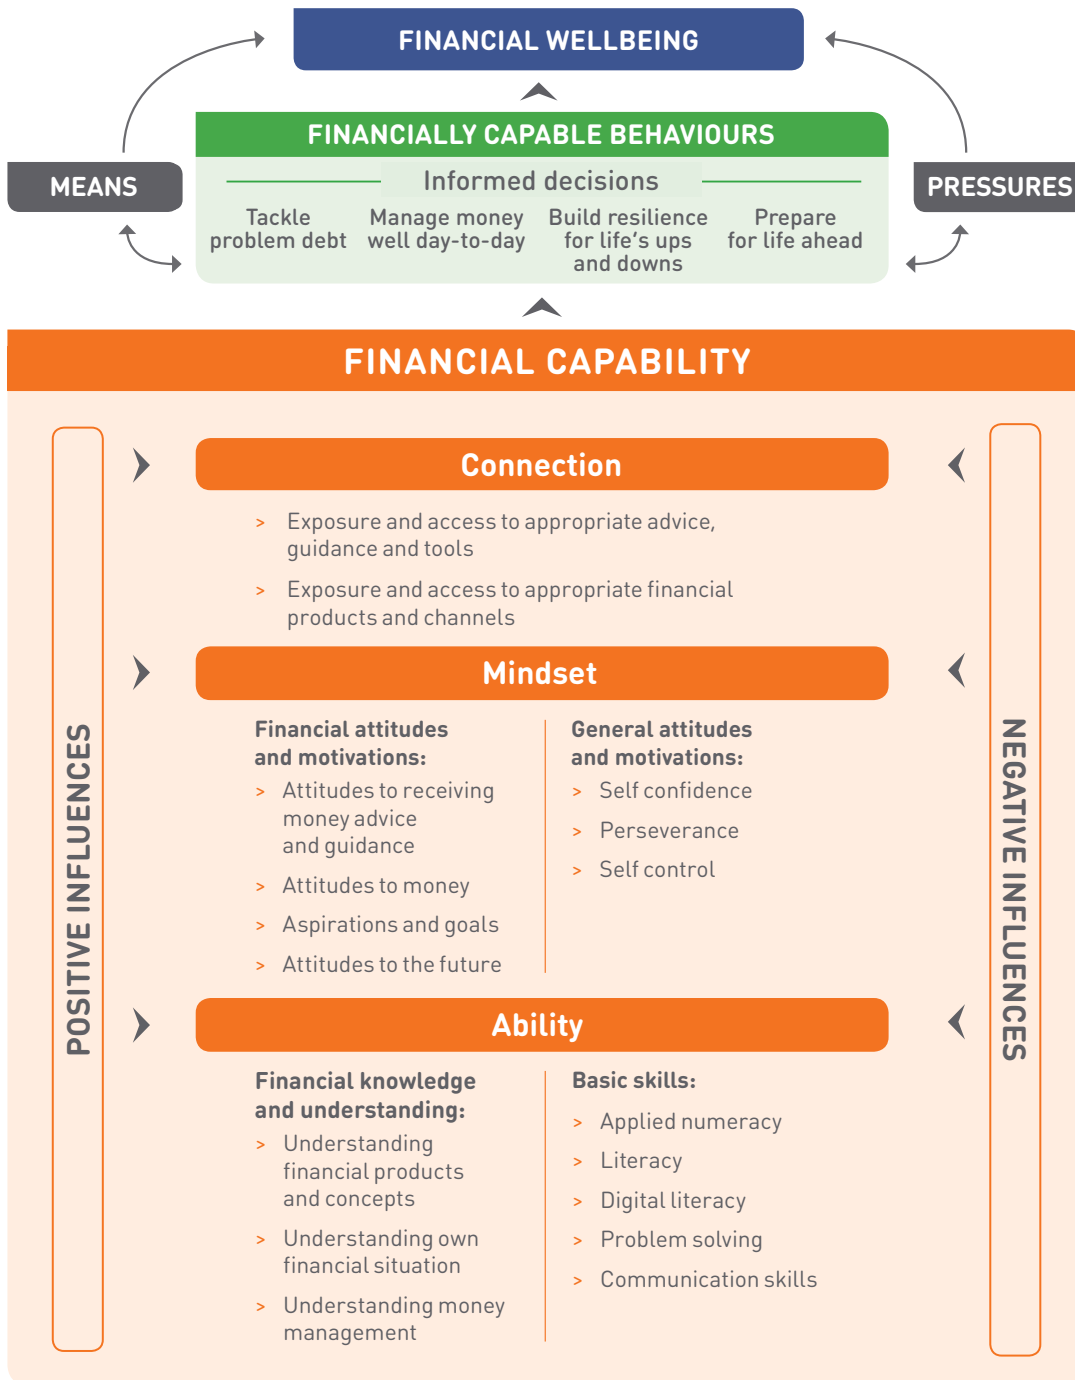 FINANCIAL WELLBEING
FINANCIALLY CAPABLE BEHAVIOURS
MEANS
Informed decisions
PRESSURES
Tackle
problem debt
Manage money
well day-to-day
Build resilience
for life's ups
and downs
Prepare
for life ahead
FINANCIAL CAPABILITY
POSITIVE INFLUENCES
Connection
> Exposure and access to appropriate advice,
guidance and tools
> Exposure and access to appropriate financial
products and channels
Mindset
Financial attitudes
and motivations:
> Attitudes to receiving
money advice
and guidance
> Attitudes to money
> Aspirations and goals
> Attitudes to the future
General attitudes
and motivations:
> Self confidence
> Perseverance
> Self control
Ability
Financial knowledge
and understanding:
> Understanding
financial products
and concepts
> Understanding own
financial situation
> Understanding money
management
Basic skills:
> Applied numeracy
> Literacy
> Digital literacy
> Problem solving
> Communication skills
NEGATIVE INFLUENCES